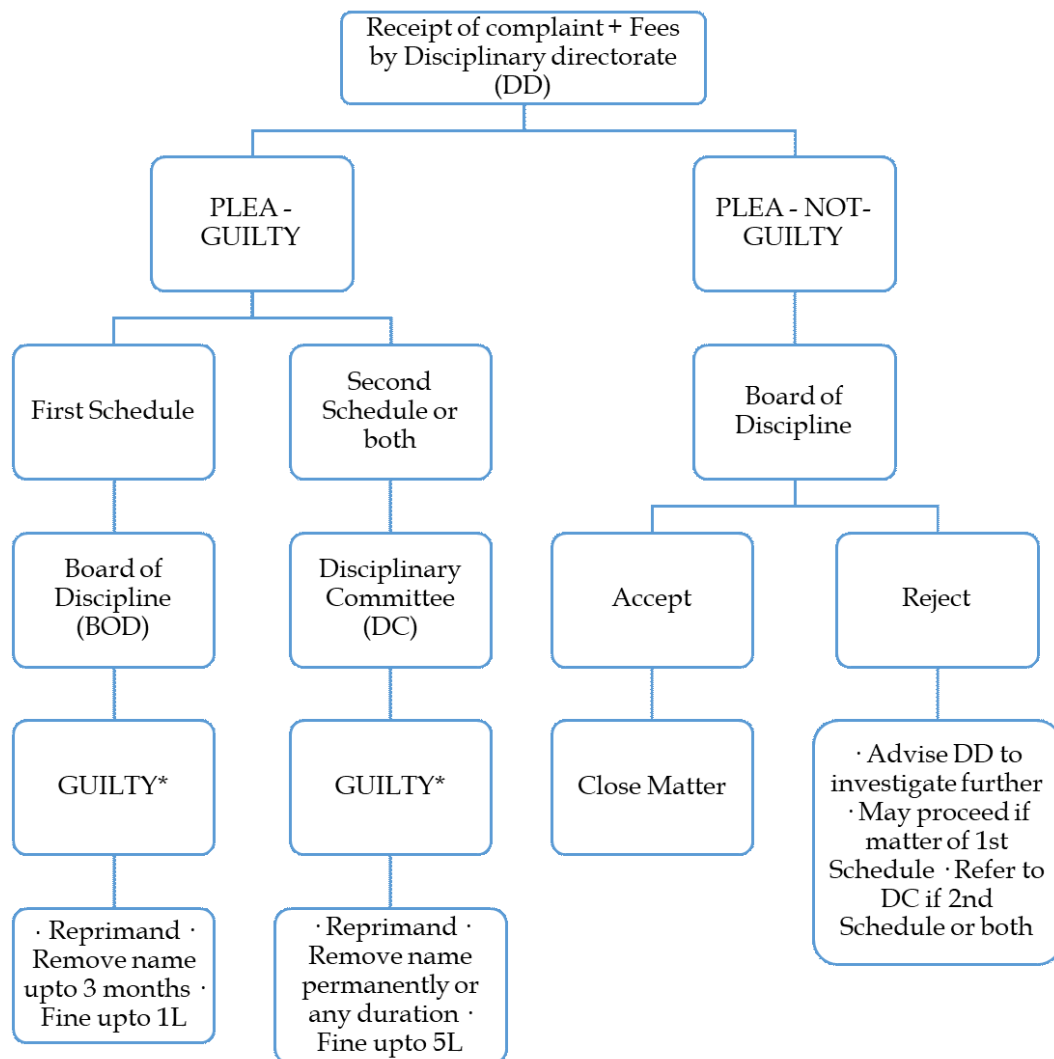 Receipt of complaint + Fees
by Disciplinary directorate
(DD)
PLEA -
GUILTY
PLEA - NOT-
GUILTY
First Schedule
Second
Schedule or
both
Board of
Discipline
Board of
Discipline
(BOD)
Disciplinary
Committee
(DC)
Accept
Reject
GUILTY*
GUILTY*
Close Matter
· Advise DD to
investigate further
· May proceed if
matter of 1st
Schedule · Refer to
DC if 2nd
Schedule or both
· Reprimand ·
Remove name
upto 3 months ·
Fine upto 1L
· Reprimand ·
Remove name
permanently or
any duration ·
Fine upto 5L